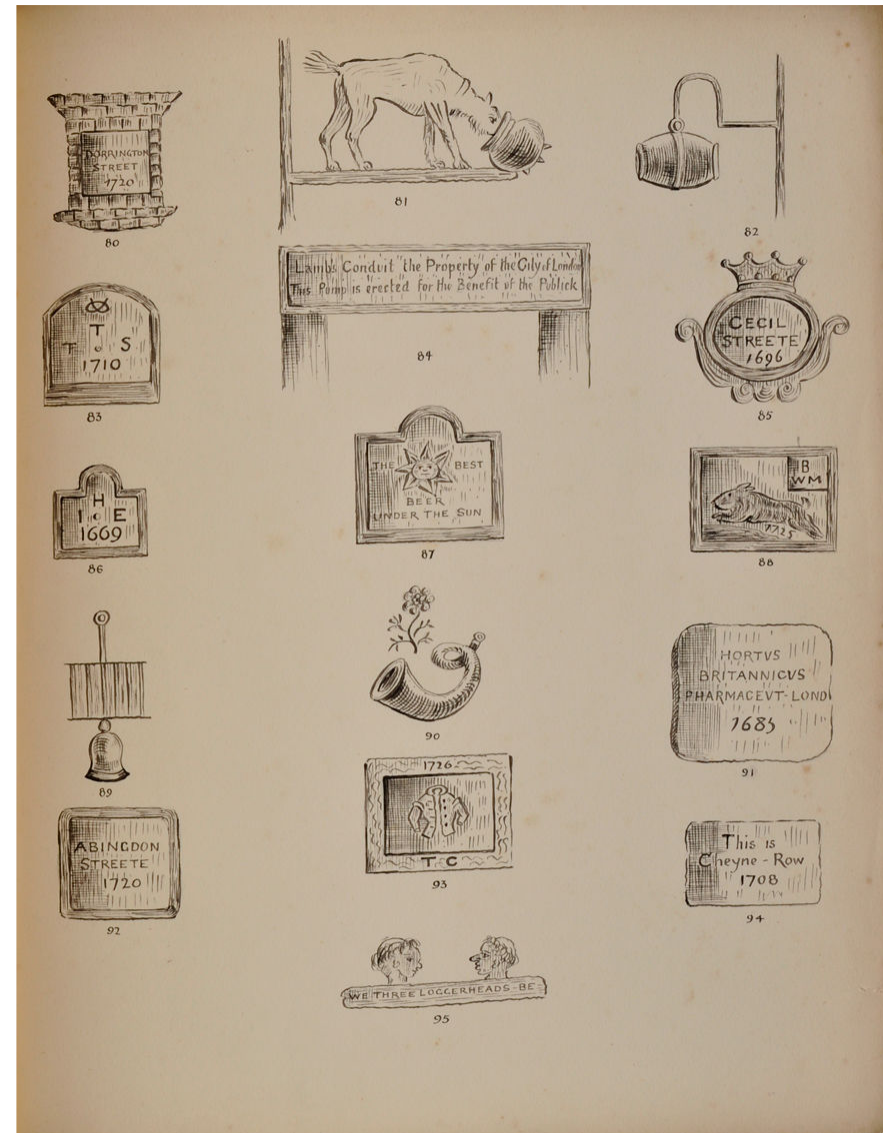 DORRINGTON
STREET
1720
80
81
82
Lamb's Conduit the Property of the City of London
This Pump is erected for the Benefit of the Publick
84
T
T S
1710
83
CECIL
STREETE
1696
85
H
I E
1669
86
THE BEST
BEER
UNDER THE SUN
87
B
WM
1725
88
89
90
HORTVS
BRITANNICVS
PHARMACEVT-LOND
1685
91
ABINGDON
STREETE
1720
92
1726
T C
93
This is
Cheyne - Row
1708
94
WE THREE LOGGERHEADS - BE
95